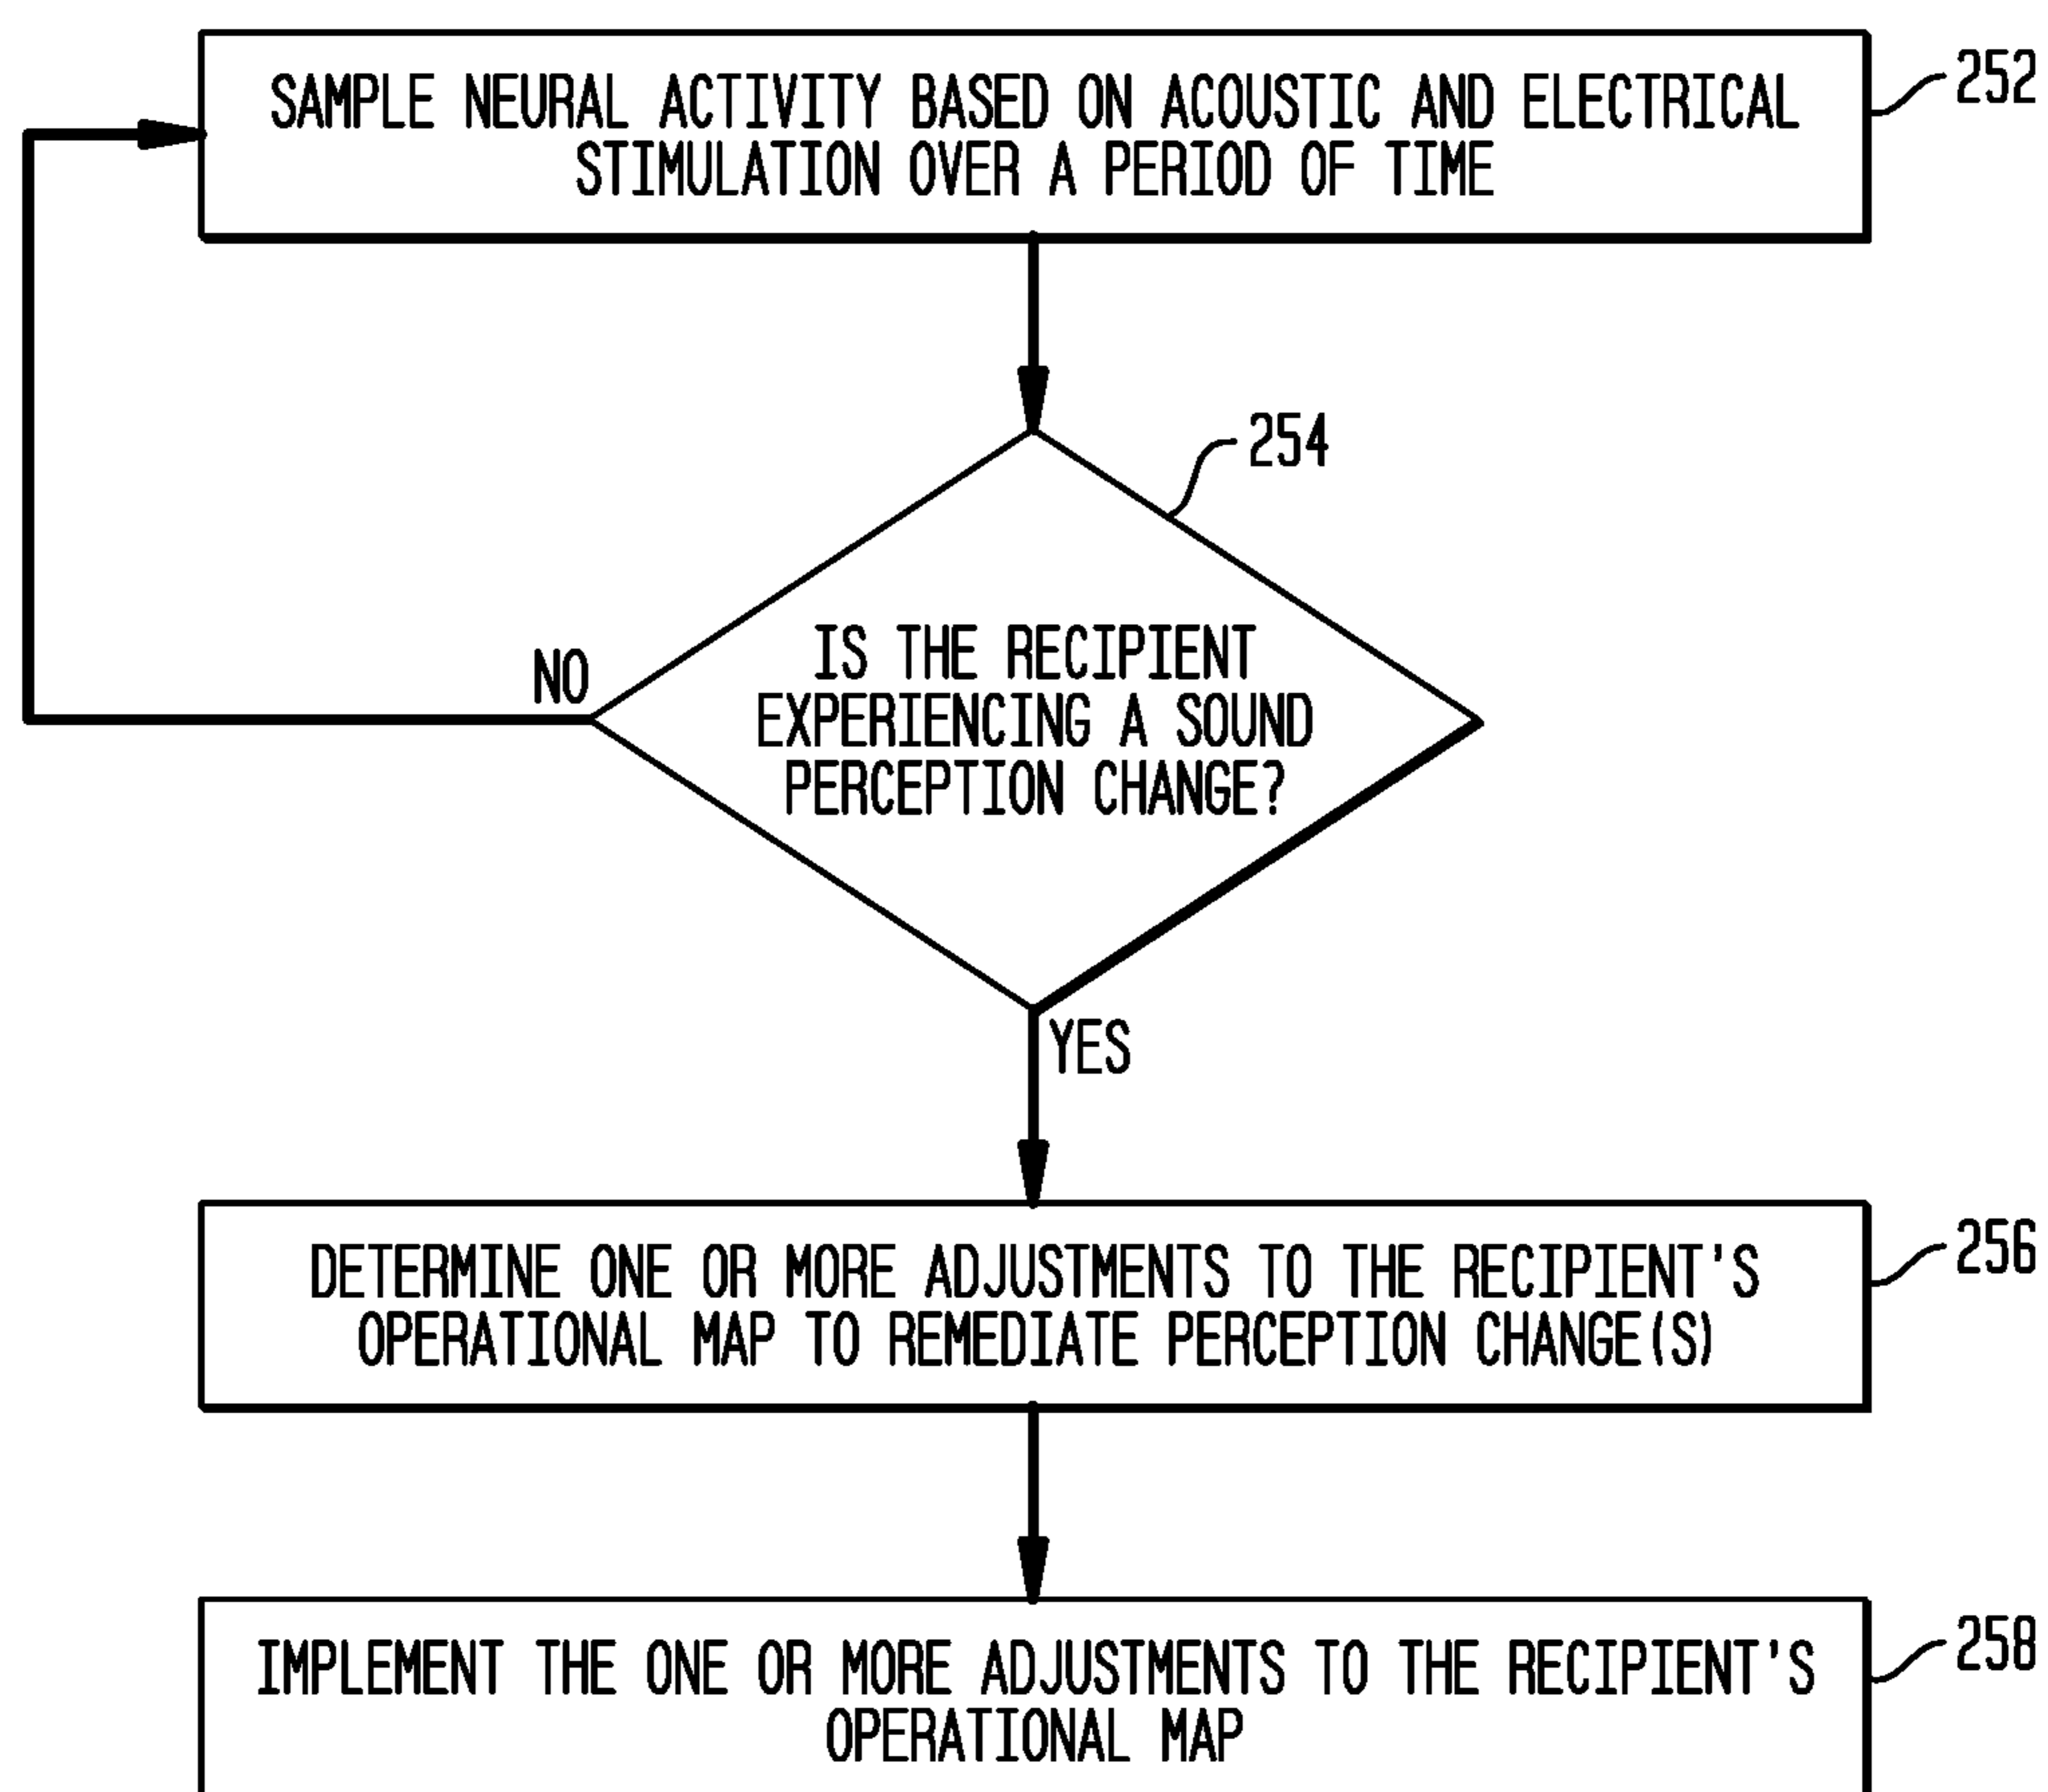 SAMPLE NEURAL ACTIVITY BASED ON ACOUSTIC AND ELECTRICAL
STIMULATION OVER A PERIOD OF TIME
252
254
IS THE RECIPIENT
EXPERIENCING A SOUND
PERCEPTION CHANGE?
NO
YES
DETERMINE ONE OR MORE ADJUSTMENTS TO THE RECIPIENT'S
OPERATIONAL MAP TO REMEDIATE PERCEPTION CHANGE(S)
256
IMPLEMENT THE ONE OR MORE ADJUSTMENTS TO THE RECIPIENT'S
OPERATIONAL MAP
258